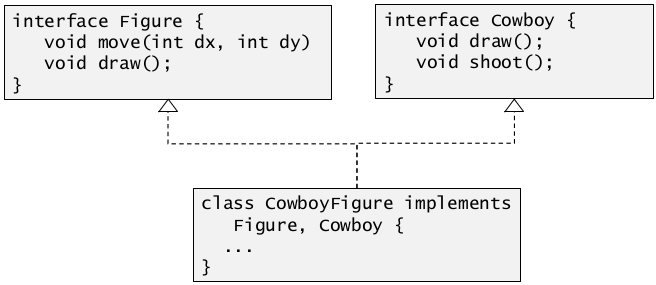 interface Figure {
void move(int dx, int dy)
void draw();
}
interface Cowboy {
void draw();
void shoot();
}
class CowboyFigure implements
Figure, Cowboy {
...
}